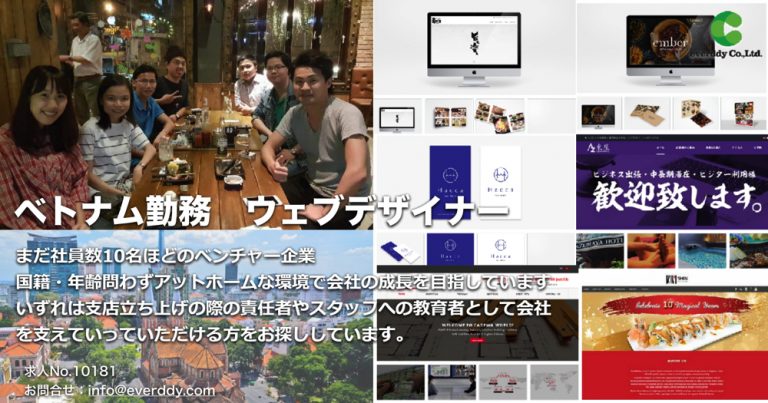 ember
ddy Co.,Ltd.
Hacca
Hacca
ビジネス出張・中長期滞在・ビジター利用様
歓迎致します。
ベトナム勤務 ウェブデザイナー
まだ社員数10名ほどのベンチャー企業
国籍・年齢問わずアットホームな環境で会社の成長を目指しています
いずれは支店立ち上げの際の責任者やスタッフへの教育者として会社
を支えていっていただける方をお探ししています。
求人No.10181
お問合せ：info@everddy.com
Celebrate 10 Magical Years